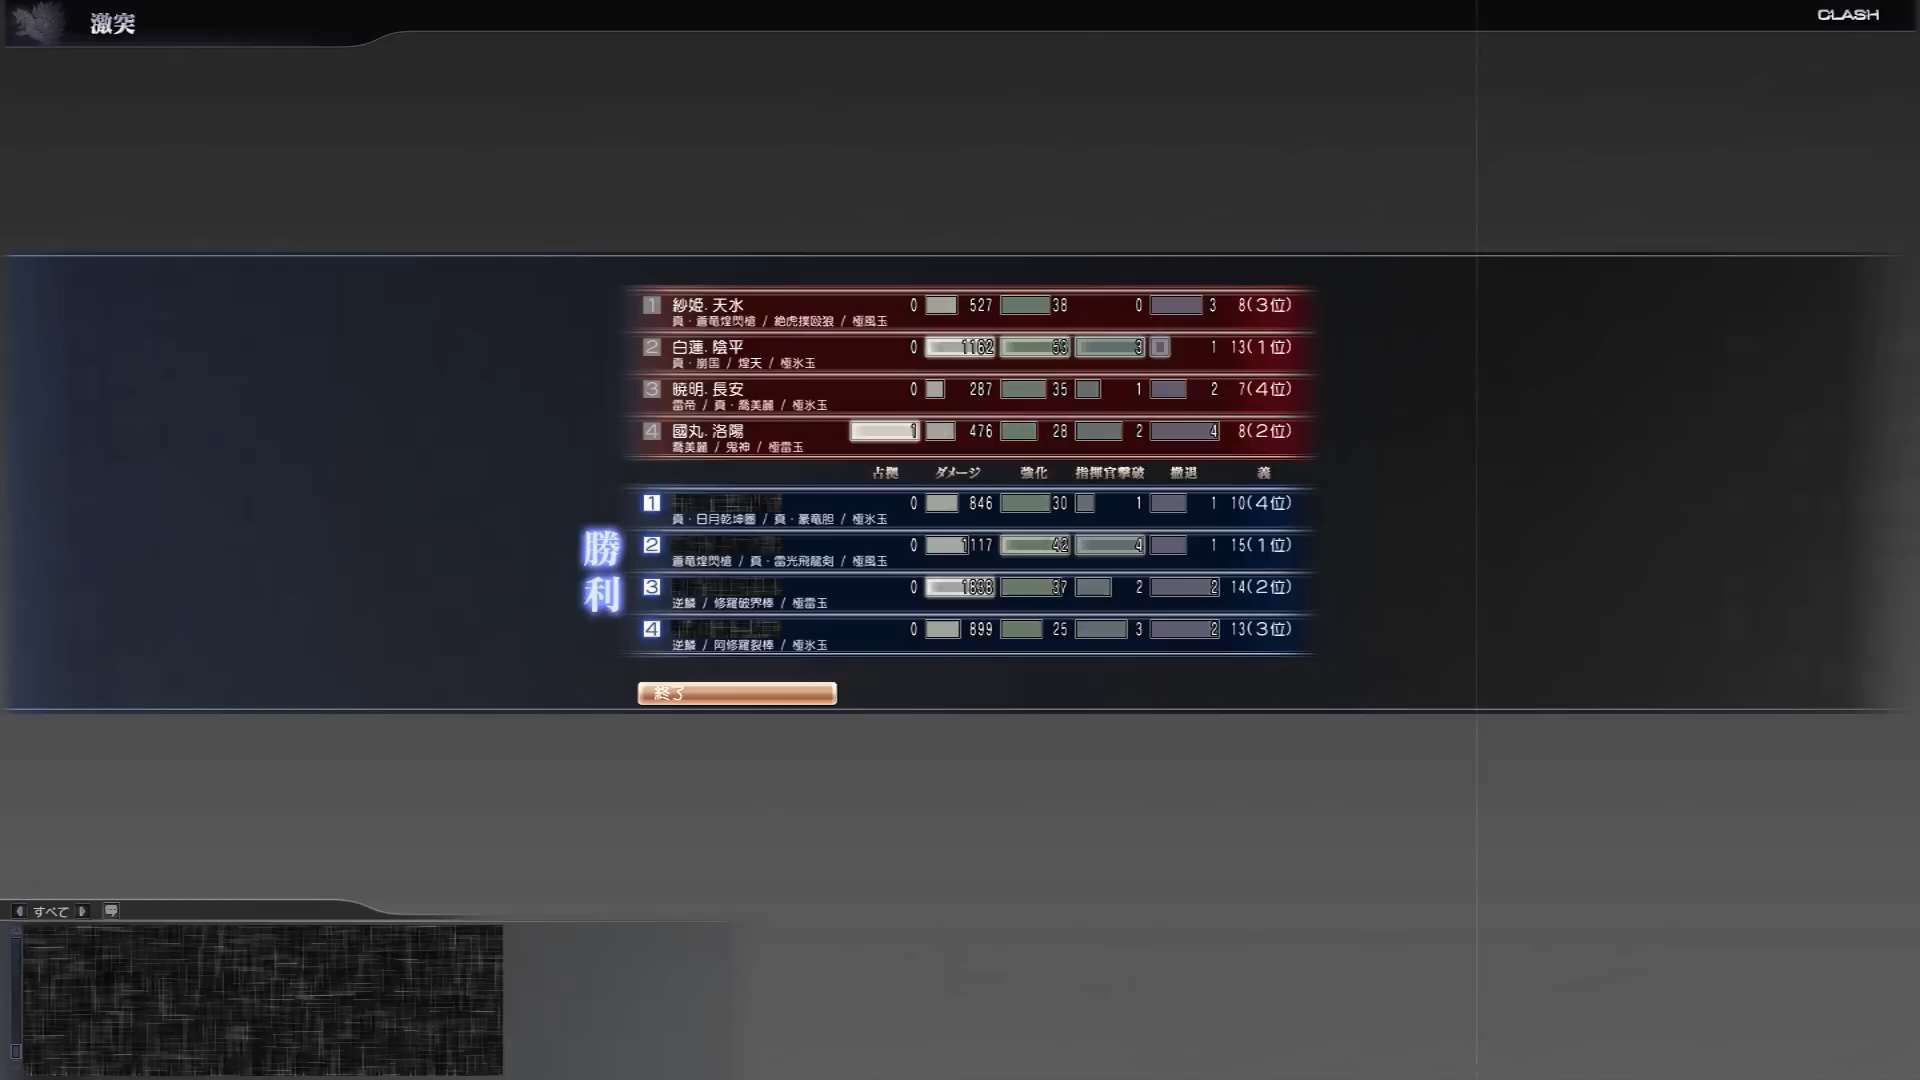 激突
CLASH
1 紗姫.天水 0 527 38 0 3 8(3位)
真・蒼竜煌閃槍 / 絶虎撲殴狼 / 極風玉
2 白蓮.陰平 0 1162 53 3 1 13(1位)
真・崩国 / 煌天 / 極氷玉
3 暁明.長安 0 287 35 1 2 7(4位)
雷帝 / 真・喬美麗 / 極氷玉
4 國丸.洛陽 1 476 28 2 4 8(2位)
喬美麗 / 鬼神 / 極雷玉
占拠 ダメージ 強化 指揮官撃破 撤退 義
1 0 846 30 1 1 10(4位)
真・日月乾坤圏 / 真・豪竜胆 / 極氷玉
勝利
2 0 1117 42 4 1 15(1位)
蒼竜煌閃槍 / 真・雷光飛龍剣 / 極風玉
3 0 1838 37 2 2 14(2位)
逆鱗 / 修羅破界棒 / 極雷玉
4 0 899 25 3 2 13(3位)
逆鱗 / 阿修羅裂棒 / 極氷玉
終了
すべて